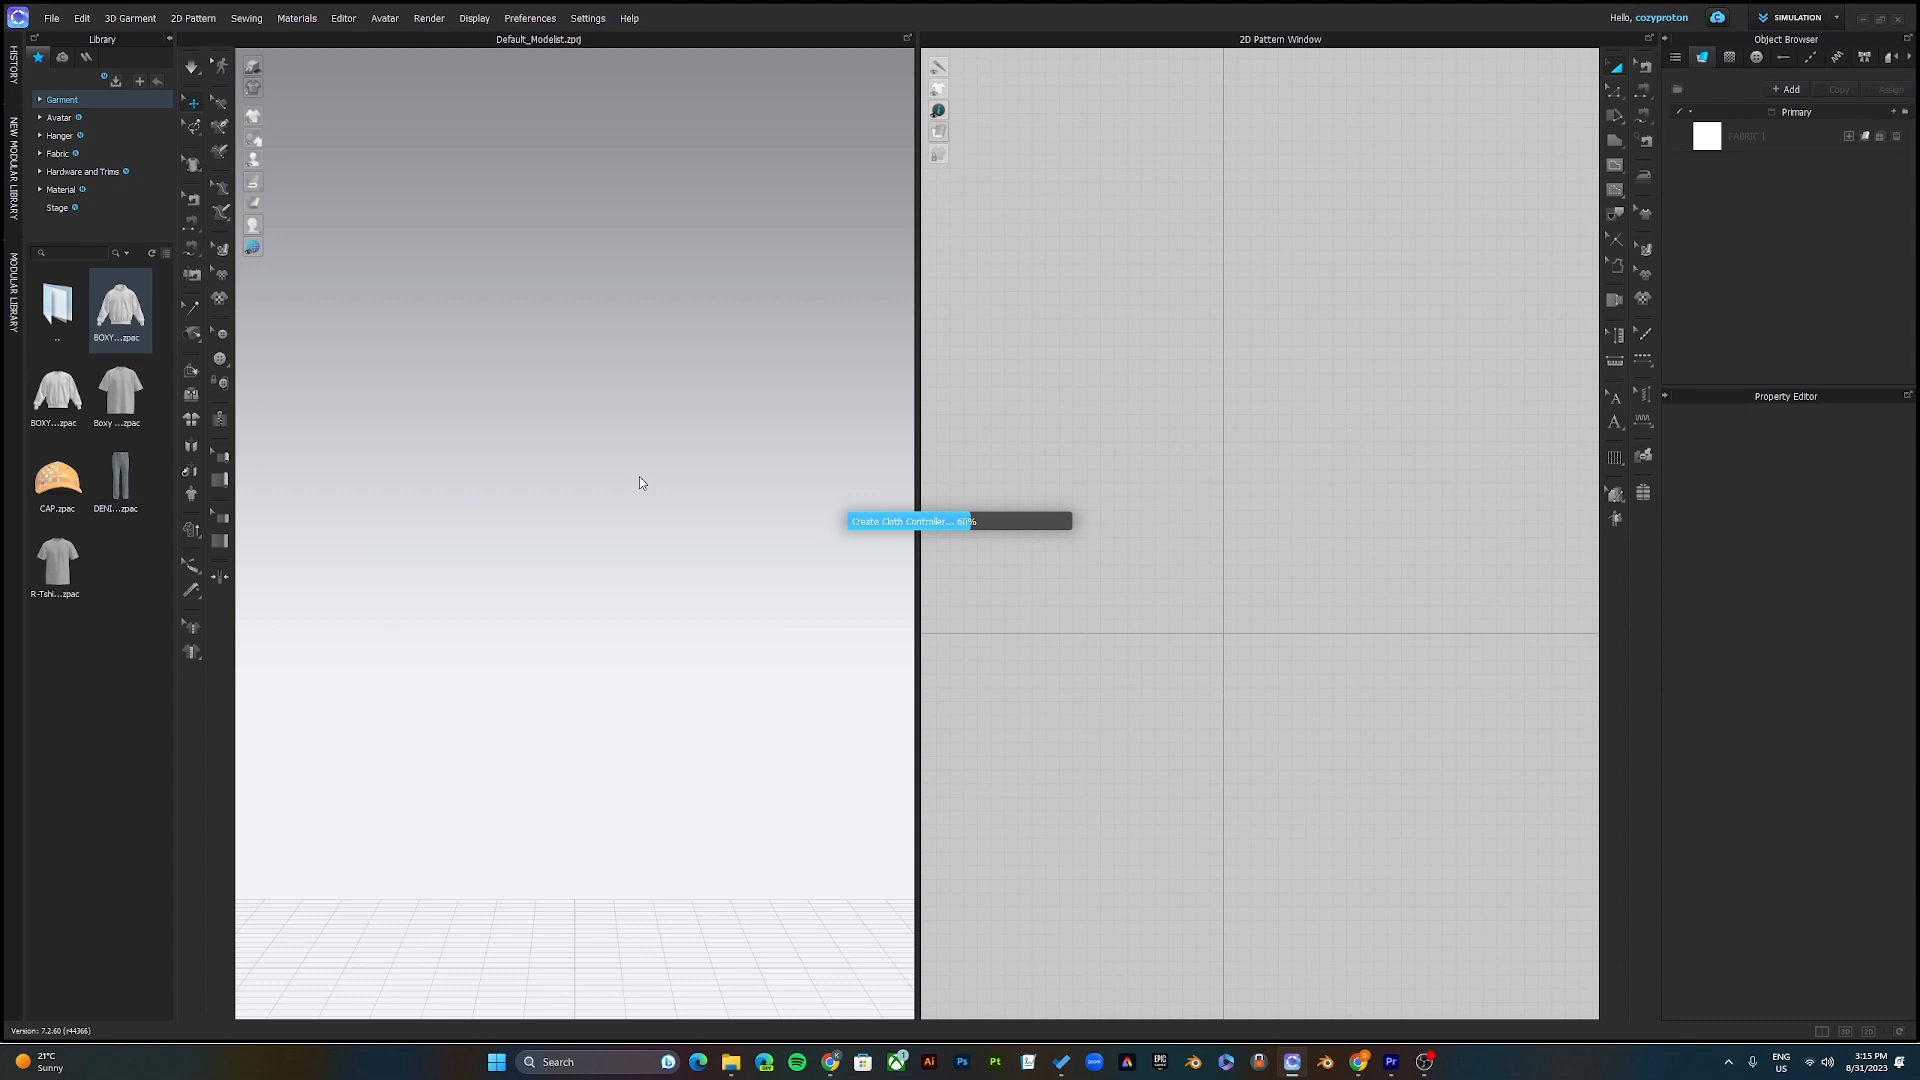 File Edit 3D Garment 2D Pattern Sewing Materials Editor Avatar Render Display Preferences Settings Help
Hello, cozyproton
SIMULATION
Library
Default_Modelist.zprj
2D Pattern Window
Object Browser
HISTORY
NEW MODULAR LIBRARY
MODULAR LIBRARY
Garment
Avatar
Hanger
Fabric
Hardware and Trims
Material
Stage
+ Add
Copy
Assign
Primary
FABRIC 1
..
BOXY...zpac
BOXY...zpac
Boxy ...zpac
CAP.zpac
DENI...zpac
R-Tshi...zpac
Create Cloth Controller... 60%
Property Editor
Version: 7.2.60 (r44366)
3D
2D
21°C
Sunny
Search
ENG
US
3:15 PM
8/31/2023